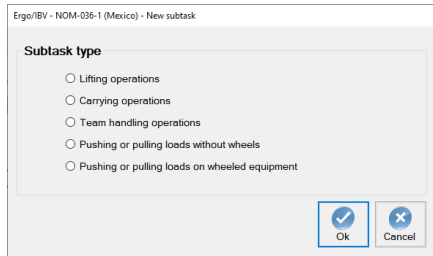 Ergo/IBV - NOM-036-1 (Mexico) - New subtask
Subtask type
Lifting operations
Carrying operations
Team handling operations
Pushing or pulling loads without wheels
Pushing or pulling loads on wheeled equipment
Ok
Cancel